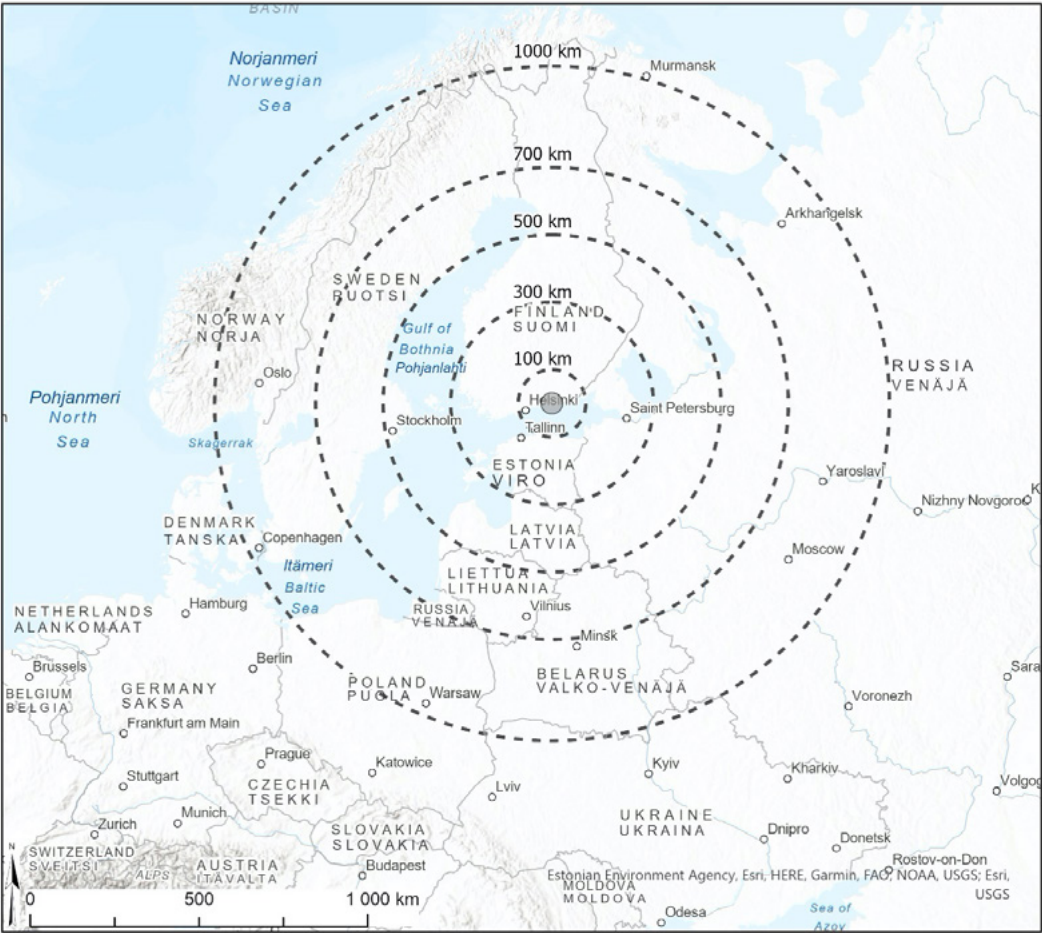 BASIN
1000 km
Murmansk
Norjanmeri
Norwegian
Sea
700 km
Arkhangelsk
500 km
SWEDEN
RUOTSI
300 km
FINLAND
SUOMI
NORWAY
NORJA
Gulf of
Bothnia
Pohjanlahti
100 km
RUSSIA
VENÄJÄ
Oslo
Pohjanmeri
North
Sea
Helsinki
Saint Petersburg
Stockholm
Tallinn
Skagerrak
ESTONIA
VIRO
Yaroslavl
K
Nizhny Novgorod
DENMARK
TANSKA
Copenhagen
LATVIA
LATVIA
Moscow
Itämeri
Baltic
Sea
LIETTUA
LITHUANIA
NETHERLANDS
ALANKOMAAT
Hamburg
RUSSIA
VENÄJÄ
Vilnius
Minsk
Brussels
Berlin
BELGIUM
BELGIA
GERMANY
SAKSA
POLAND
PUOLA
Warsaw
BELARUS
VALKO-VENÄJÄ
Sara
Voronezh
Frankfurt am Main
Prague
Katowice
Kyiv
Kharkiv
Stuttgart
CZECHIA
TSEKKI
Lviv
Volgog
Munich
Zurich
SLOVAKIA
SLOVAKIA
UKRAINE
UKRAINA
Dnipro
Donetsk
N
SWITZERLAND
SVEITSI
ALPS
AUSTRIA
ITÄVALTA
Budapest
Rostov-on-Don
Estonian Environment Agency, Esri, HERE, Garmin, FAO, NOAA, USGS; Esri,
USGS
MOLDOVA
MOLDOVA
0 500 1 000 km
Odesa
Sea of
Azov